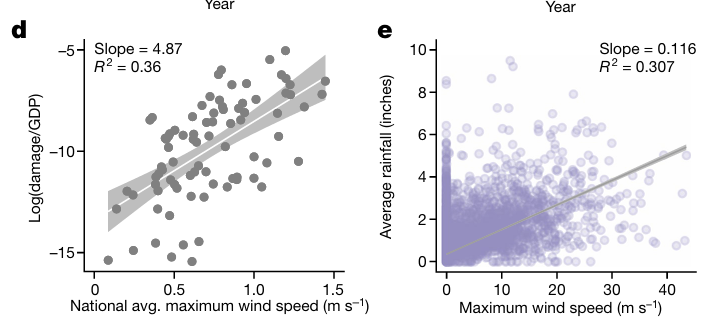 Year
Year
d
Slope = 4.87
R² = 0.36
−5
−10
−15
Log(damage/GDP)
0
0.5
1.0
1.5
National avg. maximum wind speed (m s⁻¹)
e
Slope = 0.116
R² = 0.307
10
8
6
4
2
0
Average rainfall (inches)
0
10
20
30
40
Maximum wind speed (m s⁻¹)